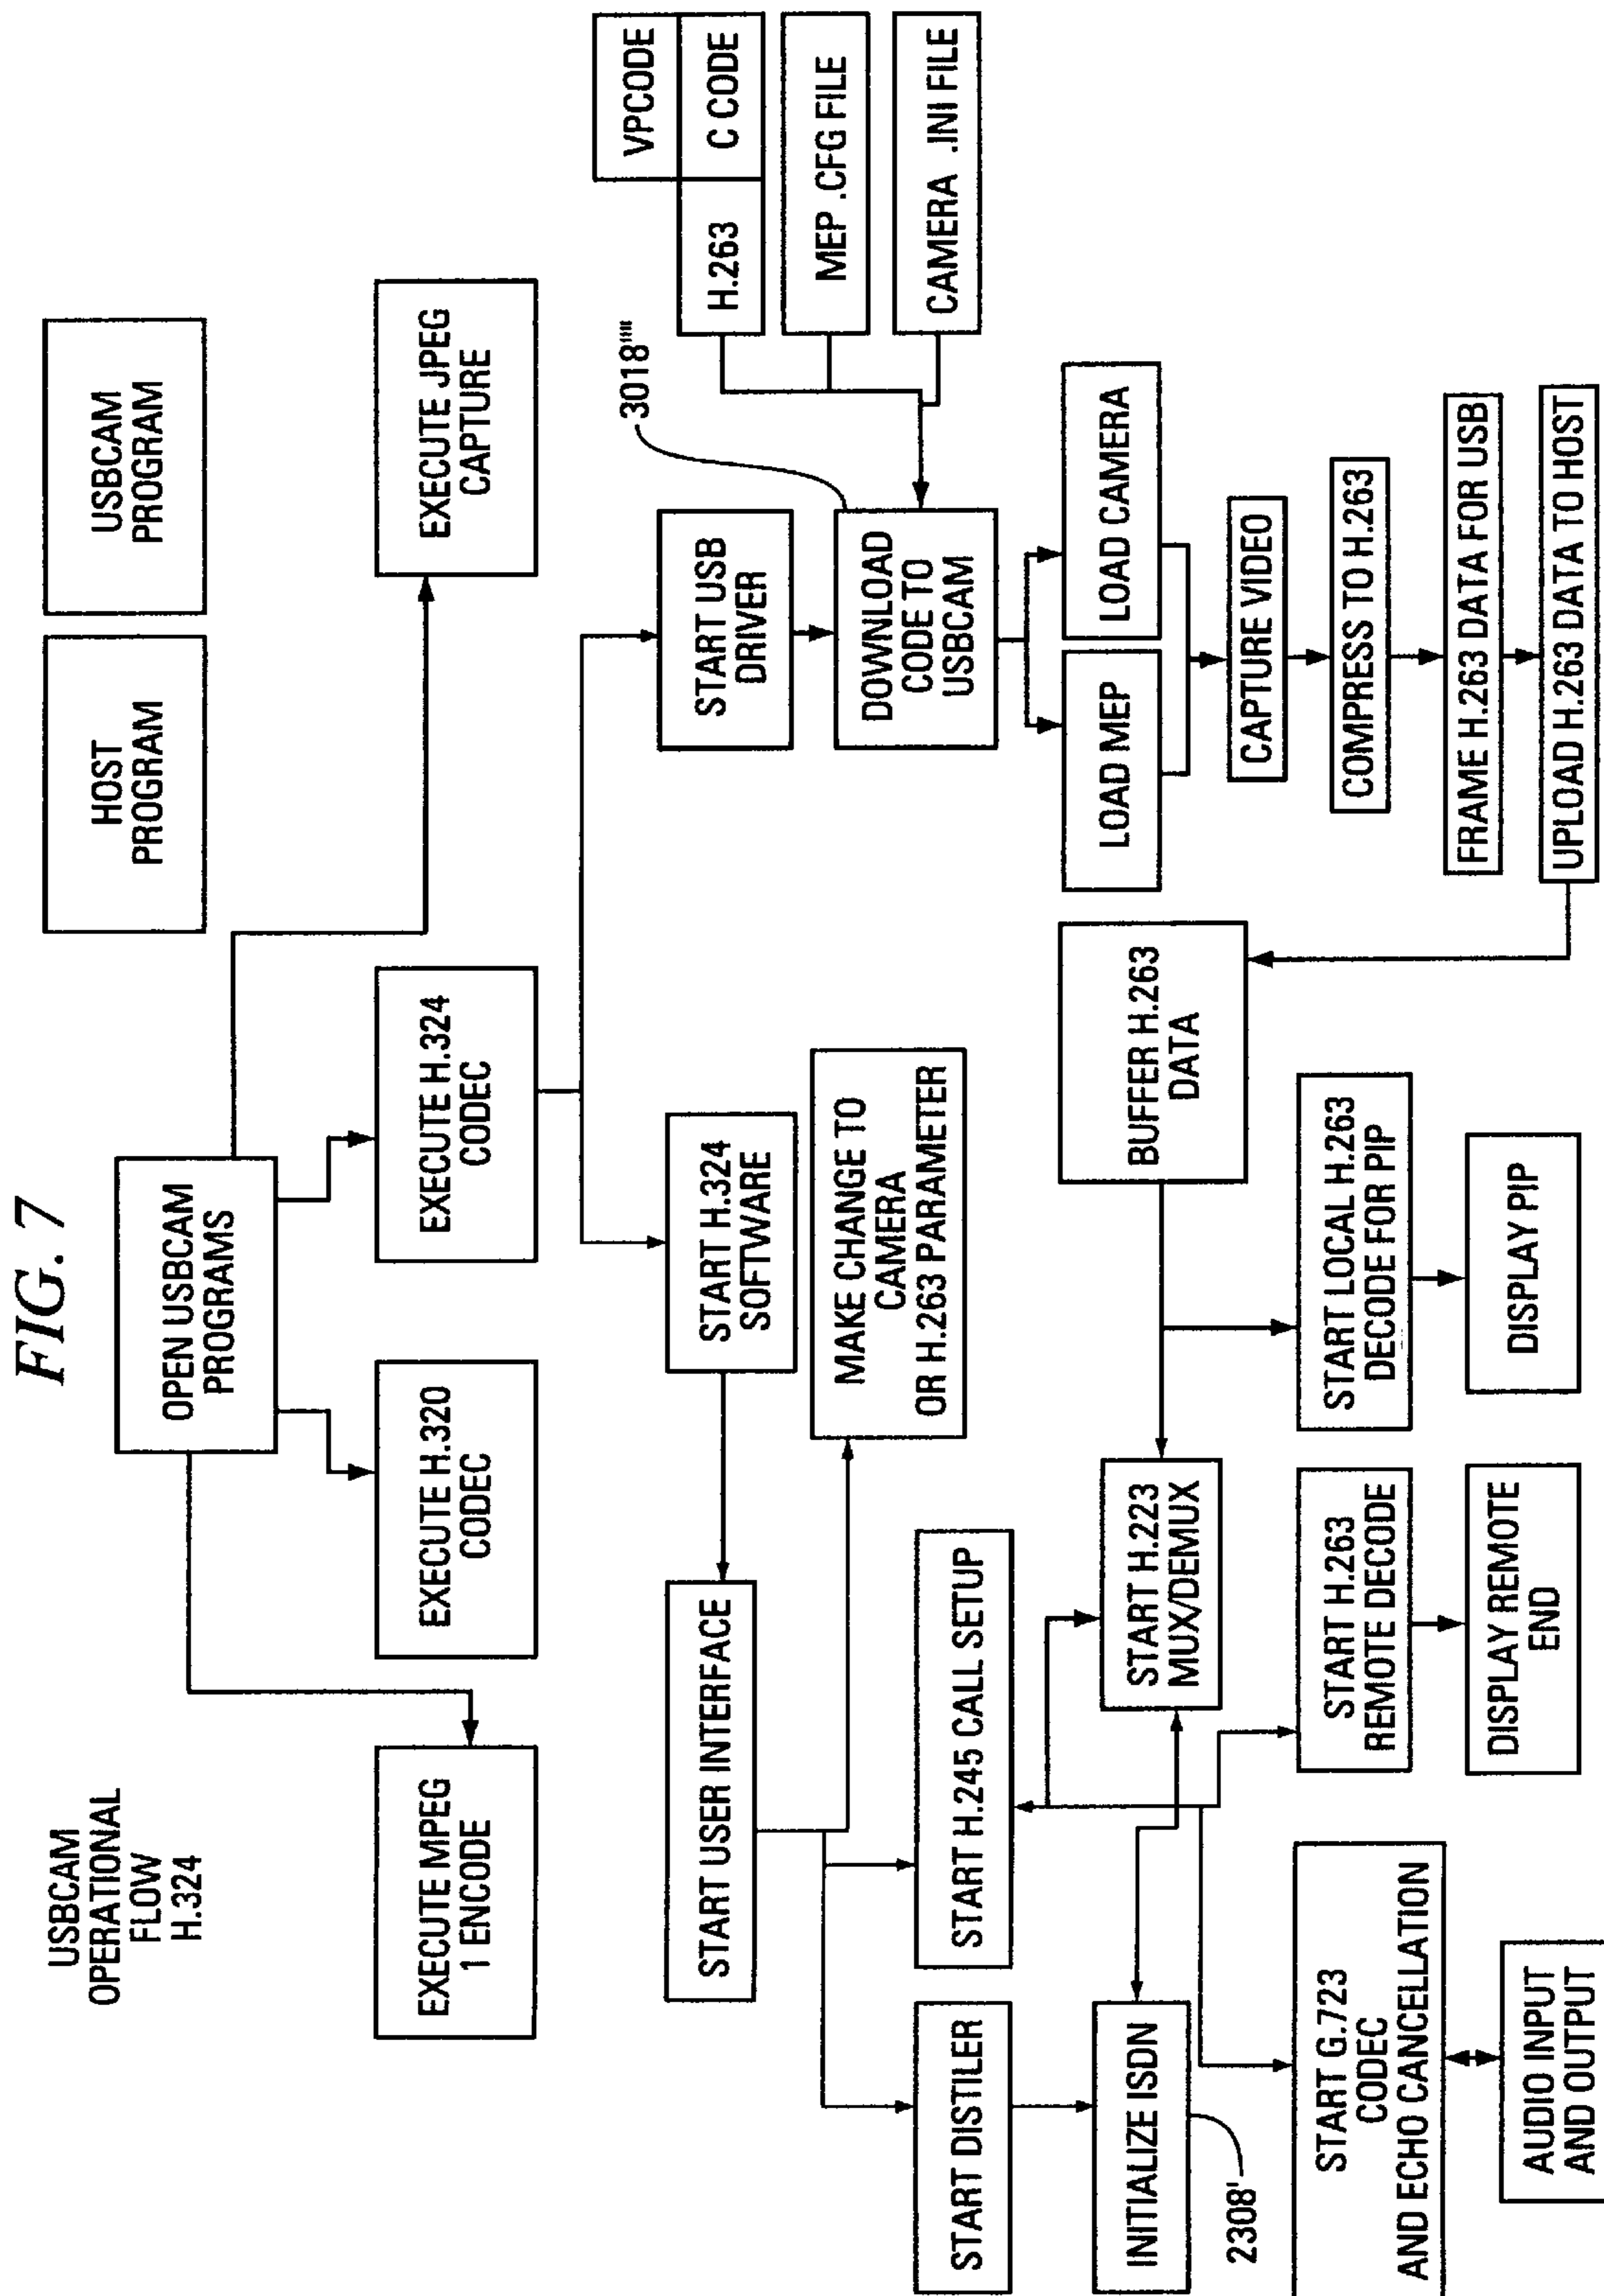 FIG. 7
USBCAM
OPERATIONAL
FLOW
H.324
HOST
PROGRAM
USBCAM
PROGRAM
OPEN USBCAM
PROGRAMS
EXECUTE MPEG
1 ENCODE
EXECUTE H.320
CODEC
EXECUTE H.324
CODEC
EXECUTE JPEG
CAPTURE
START USER INTERFACE
START H.324
SOFTWARE
START USB
DRIVER
3018''''
VPCODE
H.263
C CODE
MEP .CFG FILE
CAMERA .INI FILE
MAKE CHANGE TO
CAMERA
OR H.263 PARAMETER
DOWNLOAD
CODE TO
USBCAM
START DISTILER
START H.245 CALL SETUP
LOAD MEP
LOAD CAMERA
INITIALIZE ISDN
2308'
START H.223
MUX/DEMUX
BUFFER H.263
DATA
CAPTURE VIDEO
COMPRESS TO H.263
FRAME H.263 DATA FOR USB
UPLOAD H.263 DATA TO HOST
START G.723
CODEC
AND ECHO CANCELLATION
START H.263
REMOTE DECODE
START LOCAL H.263
DECODE FOR PIP
AUDIO INPUT
AND OUTPUT
DISPLAY REMOTE
END
DISPLAY PIP